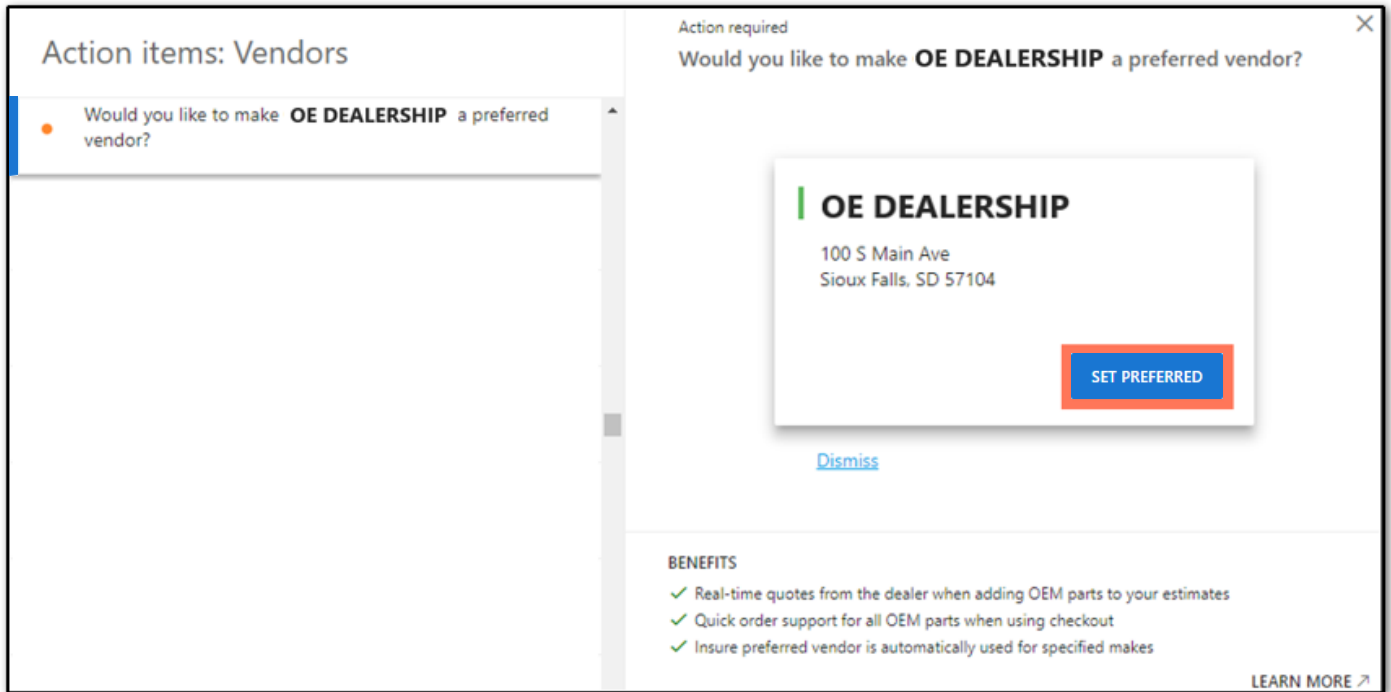 Action items: Vendors
Would you like to make OE DEALERSHIP a preferred
vendor?
Action required
Would you like to make OE DEALERSHIP a preferred vendor?
OE DEALERSHIP
100 S Main Ave
Sioux Falls, SD 57104
SET PREFERRED
Dismiss
BENEFITS
Real-time quotes from the dealer when adding OEM parts to your estimates
Quick order support for all OEM parts when using checkout
Insure preferred vendor is automatically used for specified makes
LEARN MORE